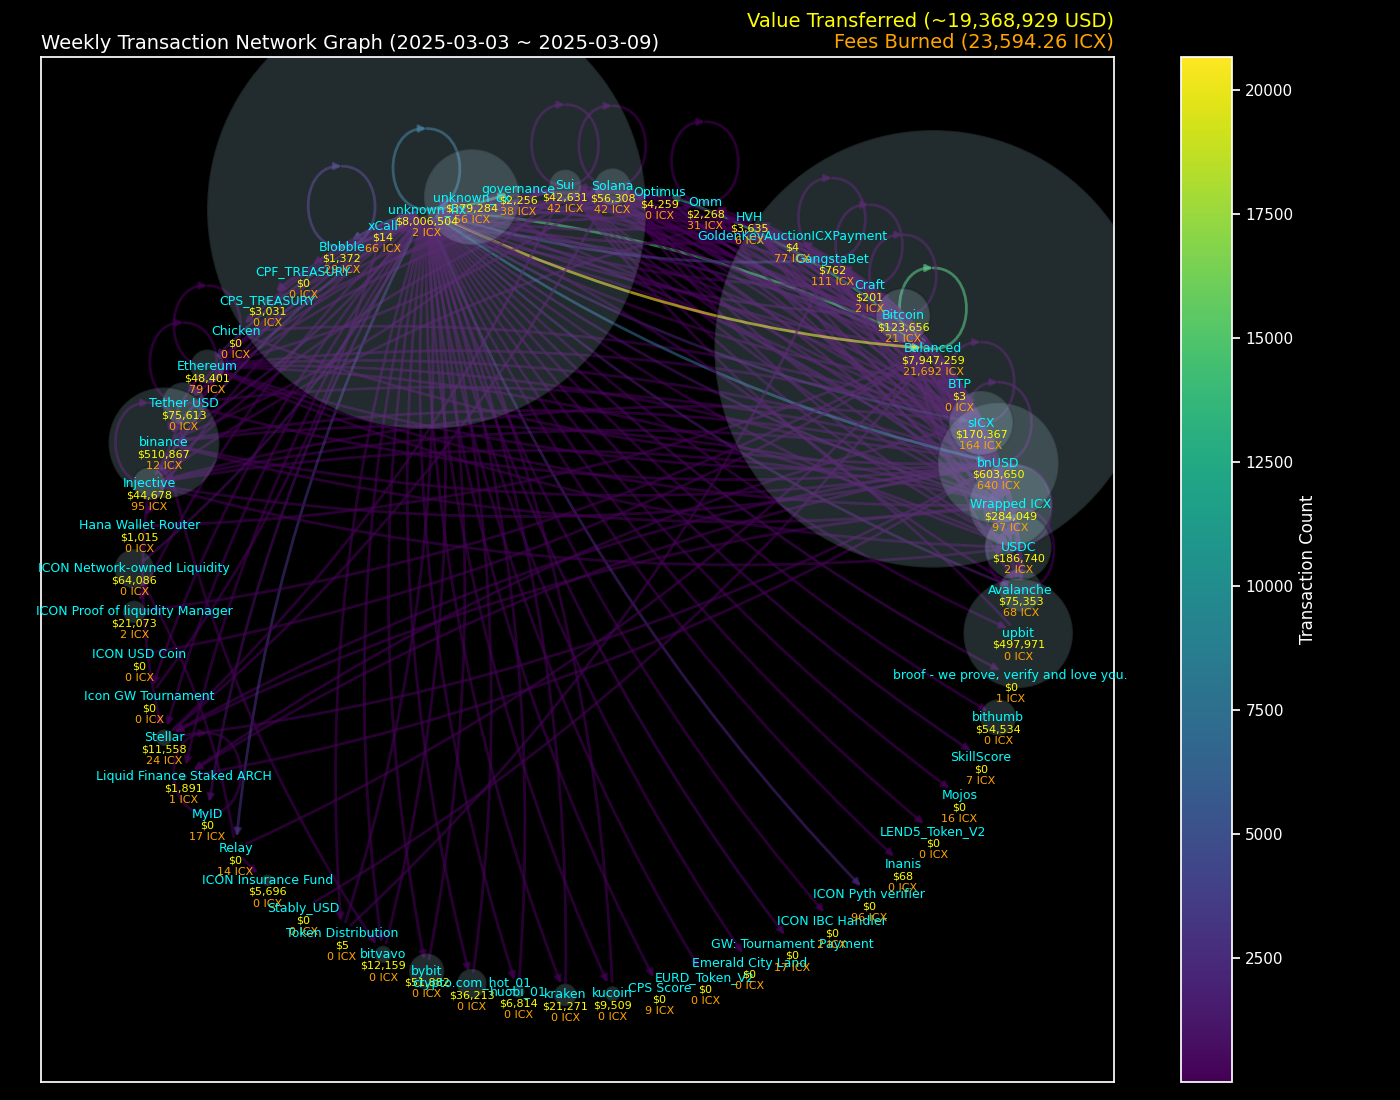 Value Transferred (~19,368,929 USD)
Weekly Transaction Network Graph (2025-03-03 ~ 2025-03-09)
Fees Burned (23,594.26 ICX)
governance
$2,256
38 ICX
Sui
$42,631
42 ICX
Solana
$56,308
42 ICX
Optimus
$4,259
0 ICX
Omm
$2,268
31 ICX
HVH
$3,635
0 ICX
GoldenKeyAuctionICXPayment
$4
77 ICX
GangstaBet
$762
111 ICX
Craft
$201
2 ICX
Bitcoin
$123,656
21 ICX
Balanced
$7,947,259
21,692 ICX
BTP
$3
0 ICX
sICX
$170,367
164 ICX
bnUSD
$603,650
640 ICX
Wrapped ICX
$284,049
97 ICX
USDC
$186,740
2 ICX
Avalanche
$75,353
68 ICX
upbit
$497,971
0 ICX
broof - we prove, verify and love you.
$0
1 ICX
bithumb
$54,534
0 ICX
SkillScore
$0
7 ICX
Mojos
$0
16 ICX
LEND5_Token_V2
$0
0 ICX
Inanis
$68
0 ICX
ICON Pyth verifier
$0
96 ICX
ICON IBC Handler
$0
GW: Tournament Payment
$0
17 ICX
Emerald City Land
$0
0 ICX
EURD_Token_V2
$0
0 ICX
CPS Score
$0
9 ICX
kucoin
$9,509
0 ICX
kraken
$21,271
0 ICX
huobi_01
$6,814
0 ICX
crypto.com_hot_01
$36,213
0 ICX
bybit
0 ICX
bitvavo
$12,159
0 ICX
Token Distribution
$5
0 ICX
Stably_USD
$0
0 ICX
ICON Insurance Fund
$5,696
0 ICX
Relay
$0
14 ICX
MyID
$0
17 ICX
Liquid Finance Staked ARCH
$1,891
1 ICX
Stellar
$11,558
24 ICX
Icon GW Tournament
$0
0 ICX
ICON USD Coin
$0
0 ICX
ICON Proof of liquidity Manager
$21,073
2 ICX
ICON Network-owned Liquidity
$64,086
0 ICX
Hana Wallet Router
$1,015
0 ICX
Injective
$44,678
95 ICX
binance
$510,867
12 ICX
Tether USD
$75,613
0 ICX
Ethereum
$48,401
79 ICX
Chicken
$0
0 ICX
CPS_TREASURY
$3,031
0 ICX
CPF_TREASURY
$0
0 ICX
Blobble
$1,372
xCall
$14
66 ICX
$8,006,504
2 ICX
$379,284
20000
17500
15000
12500
10000
7500
5000
2500
Transaction Count